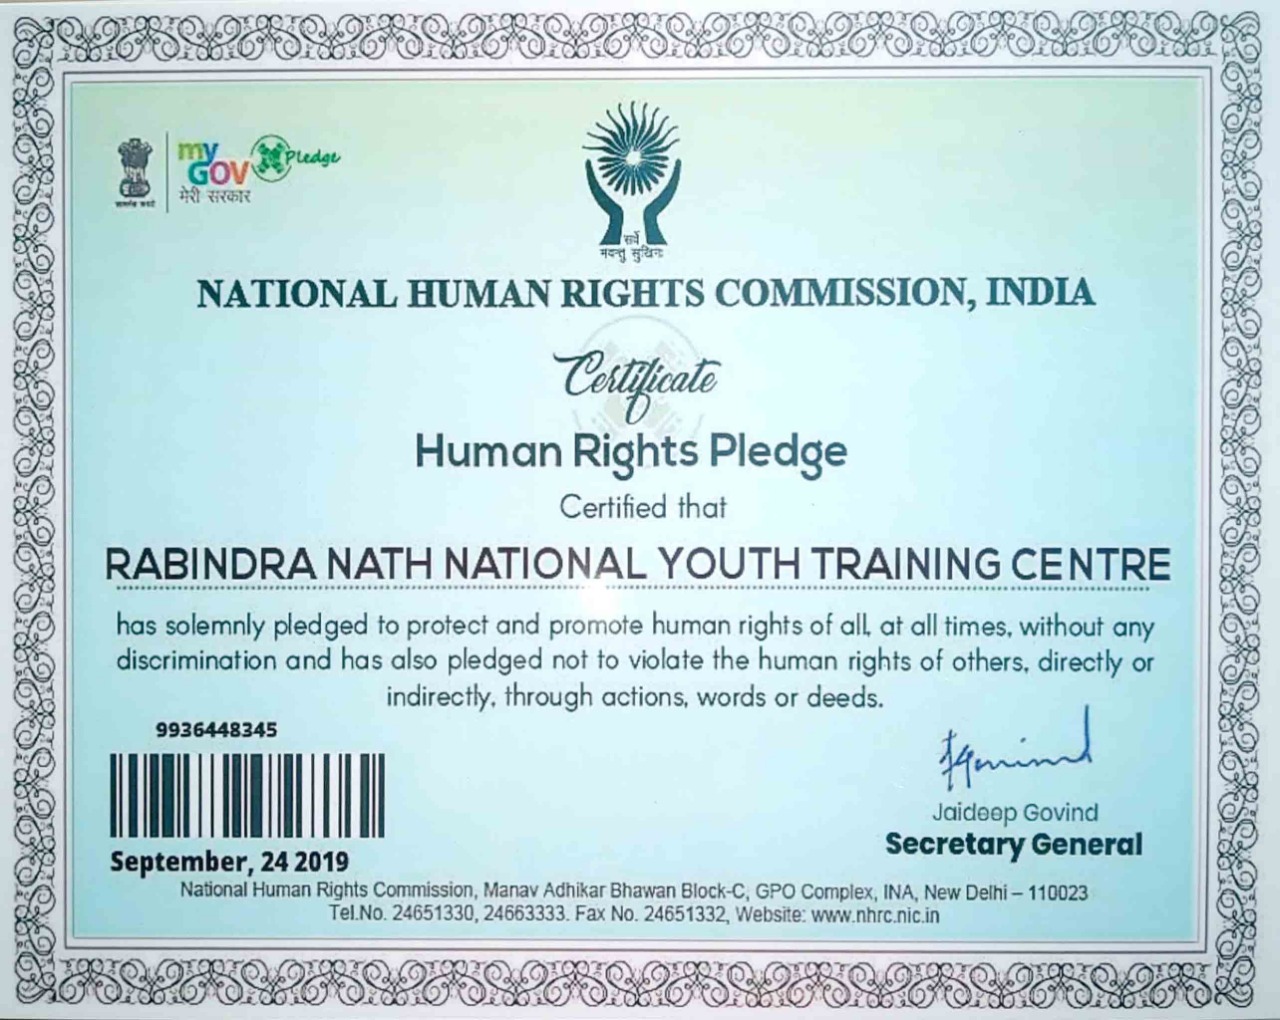 my
GOV
मेरी सरकार
Pledge
सर्वे
भवन्तु सुखिनः
NATIONAL HUMAN RIGHTS COMMISSION, INDIA
Certificate
Human Rights Pledge
Certified that
RABINDRA NATH NATIONAL YOUTH TRAINING CENTRE
has solemnly pledged to protect and promote human rights of all, at all times, without any
discrimination and has also pledged not to violate the human rights of others, directly or
indirectly, through actions, words or deeds.
9936448345
Jaideep Govind
Secretary General
September, 24 2019
National Human Rights Commission, Manav Adhikar Bhawan Block-C, GPO Complex, INA, New Delhi – 110023
Tel.No. 24651330, 24663333. Fax No. 24651332, Website: www.nhrc.nic.in